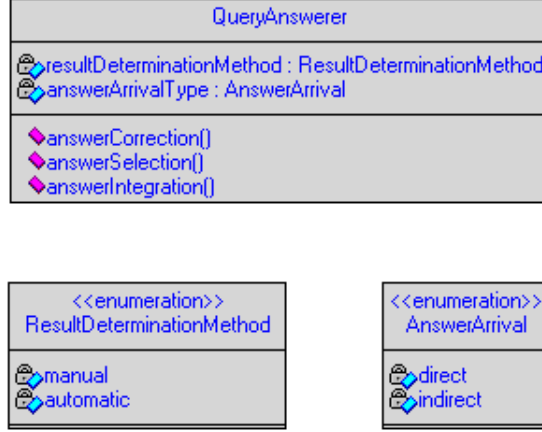 QueryAnswerer
resultDeterminationMethod : ResultDeterminationMethod
answerArrivalType : AnswerArrival
answerCorrection()
answerSelection()
answerIntegration()
<<enumeration>>
ResultDeterminationMethod
manual
automatic
<<enumeration>>
AnswerArrival
direct
indirect